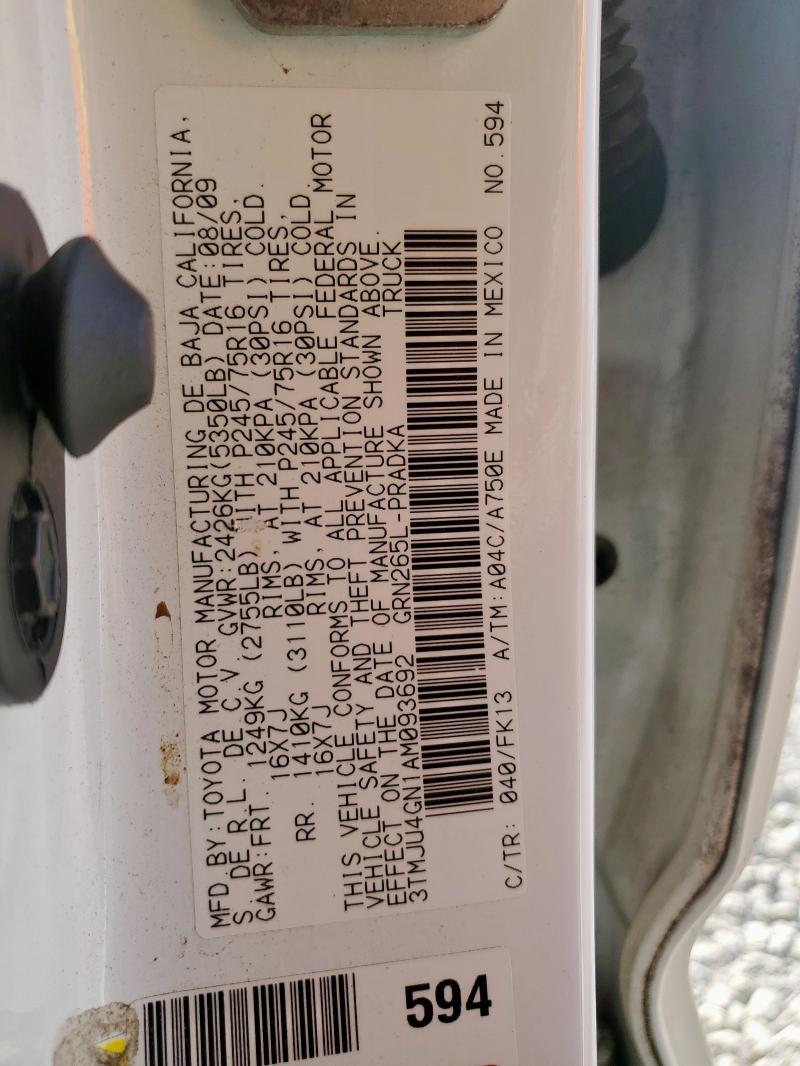 MFD.BY:TOYOTA MOTOR MANUFACTURING DE BAJA CALIFORNIA,
S. DE R.L. DE C.V. GVWR:2426KG(5350LB) DATE:08/09
GAWR:FRT. 1249KG (2755LB) WITH P245/75R16 TIRES,
16X7J RIMS, AT 210KPA (30PSI) COLD.
RR. 1410KG (3110LB) WITH P245/75R16 TIRES,
16X7J RIMS, AT 210KPA (30PSI) COLD.
THIS VEHICLE CONFORMS TO ALL APPLICABLE FEDERAL MOTOR
VEHICLE SAFETY AND THEFT PREVENTION STANDARDS IN
EFFECT ON THE DATE OF MANUFACTURE SHOWN ABOVE.
3TMJU4GN1AM093692 GRN265L-PRADKA TRUCK
C/TR: 040/FK13 A/TM:A04C/A750E MADE IN MEXICO NO.594
594